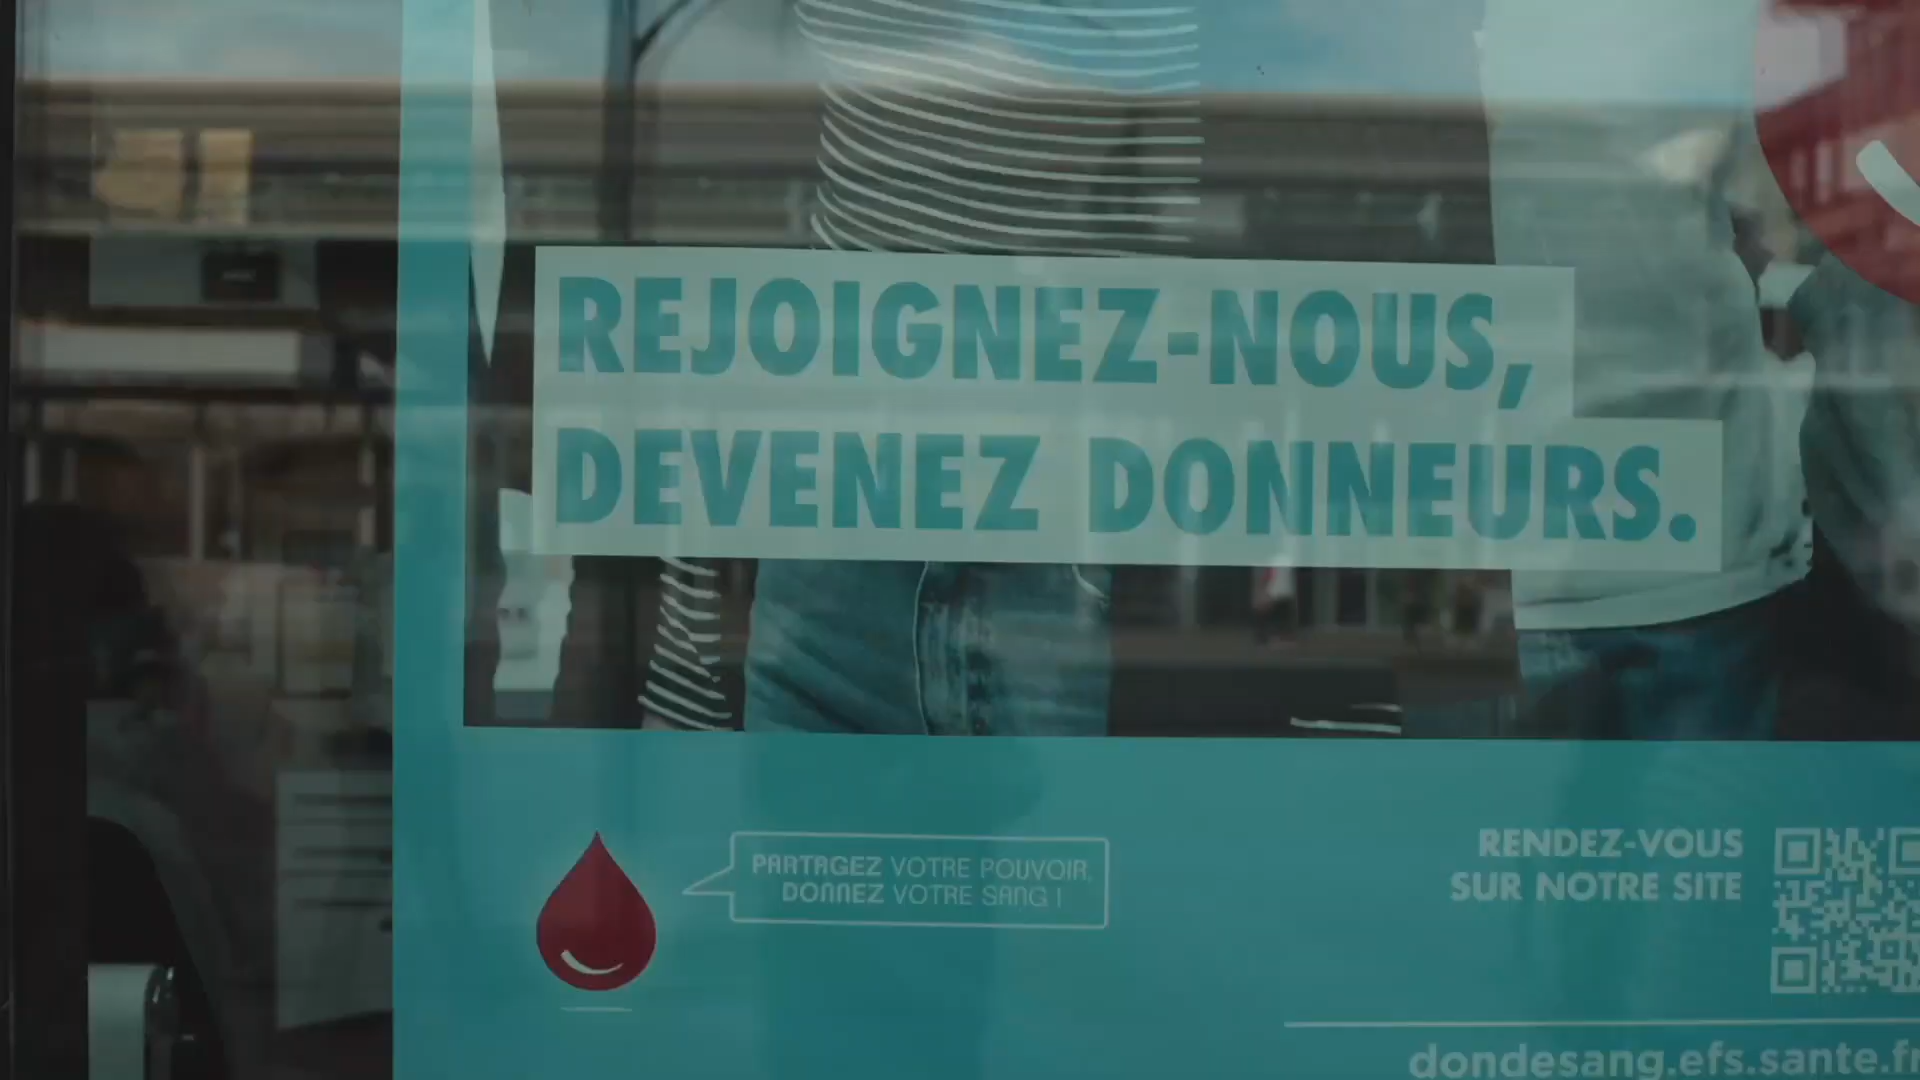 REJOIGNEZ-NOUS,
DEVENEZ DONNEURS.
PARTAGEZ VOTRE POUVOIR,
DONNEZ VOTRE SANG !
RENDEZ-VOUS
SUR NOTRE SITE
dondesang.efs.sante.fr